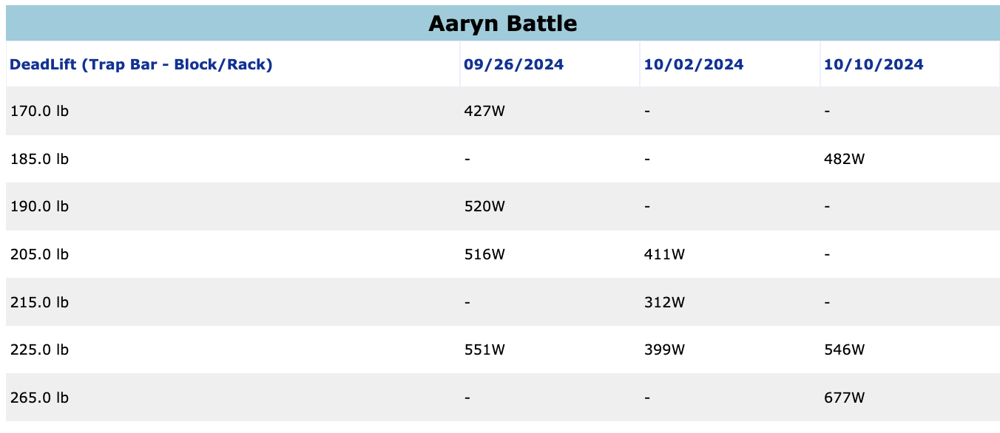 Aaryn Battle
DeadLift (Trap Bar - Block/Rack) 09/26/2024 10/02/2024 10/10/2024
170.0 lb 427W - -
185.0 lb - - 482W
190.0 lb 520W - -
205.0 lb 516W 411W -
215.0 lb - 312W -
225.0 lb 551W 399W 546W
265.0 lb - - 677W